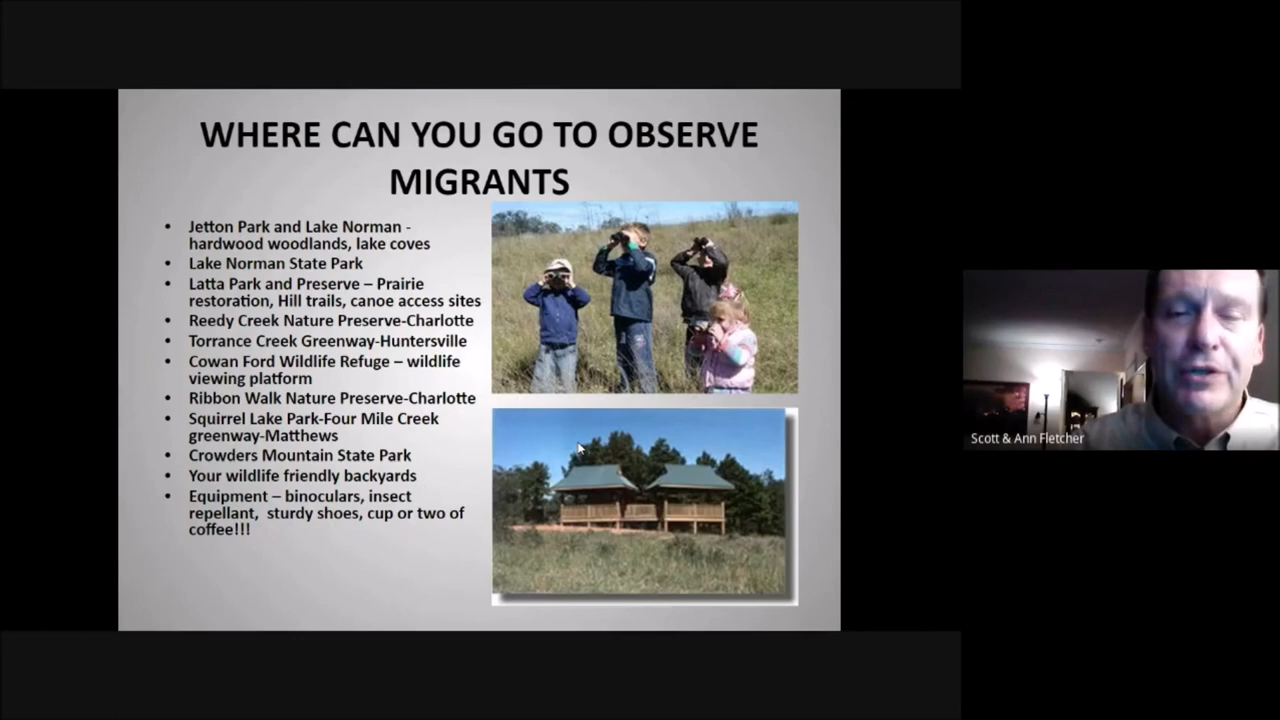 WHERE CAN YOU GO TO OBSERVE
MIGRANTS
• Jetton Park and Lake Norman -
hardwood woodlands, lake coves
• Lake Norman State Park
• Latta Park and Preserve – Prairie
restoration, Hill trails, canoe access sites
• Reedy Creek Nature Preserve-Charlotte
• Torrance Creek Greenway-Huntersville
• Cowan Ford Wildlife Refuge – wildlife
viewing platform
• Ribbon Walk Nature Preserve-Charlotte
• Squirrel Lake Park-Four Mile Creek
greenway-Matthews
• Crowders Mountain State Park
• Your wildlife friendly backyards
• Equipment – binoculars, insect
repellant, sturdy shoes, cup or two of
coffee!!!
Scott & Ann Fletcher